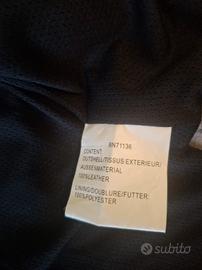 8N71136
CONTENT:
OUTSHELL/TISSUS EXTERIEUR/
AUSSENMATERIAL
100%LEATHER
LINING/DOUBLURE/FUTTER:
100%POLYESTER
subito